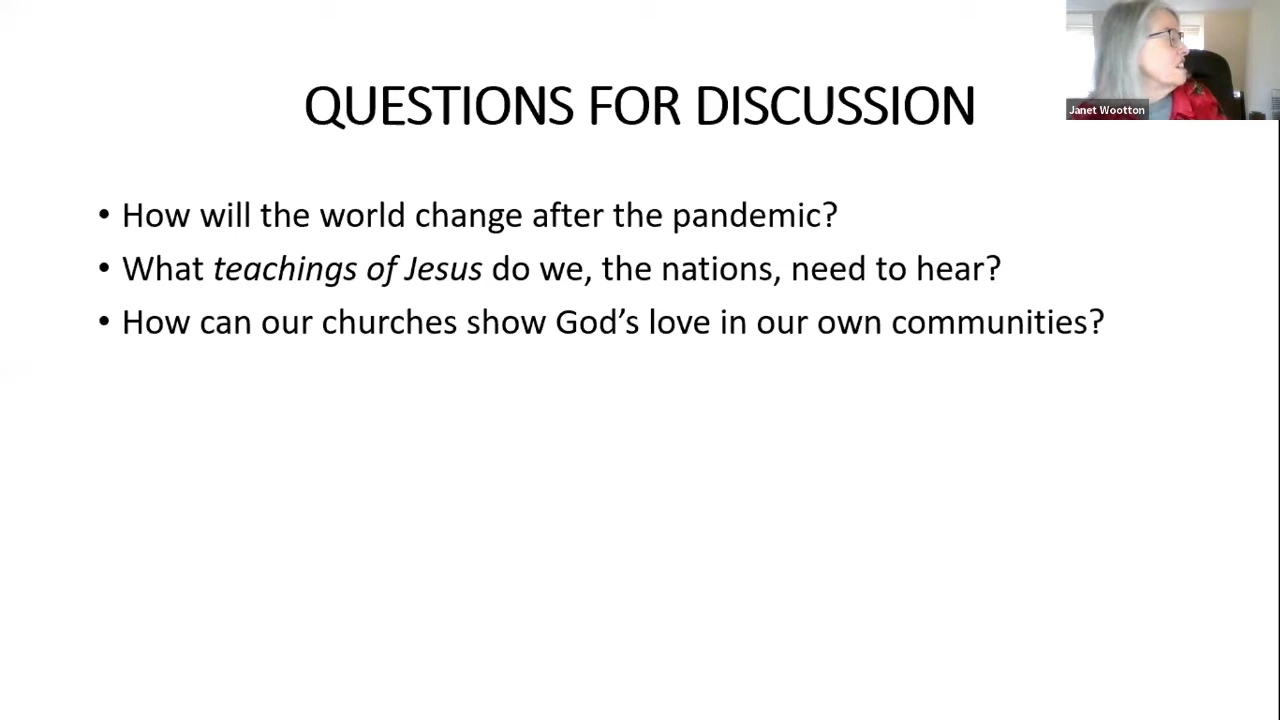 QUESTIONS FOR DISCUSSION
Janet Wootton
• How will the world change after the pandemic?
• What teachings of Jesus do we, the nations, need to hear?
• How can our churches show God’s love in our own communities?